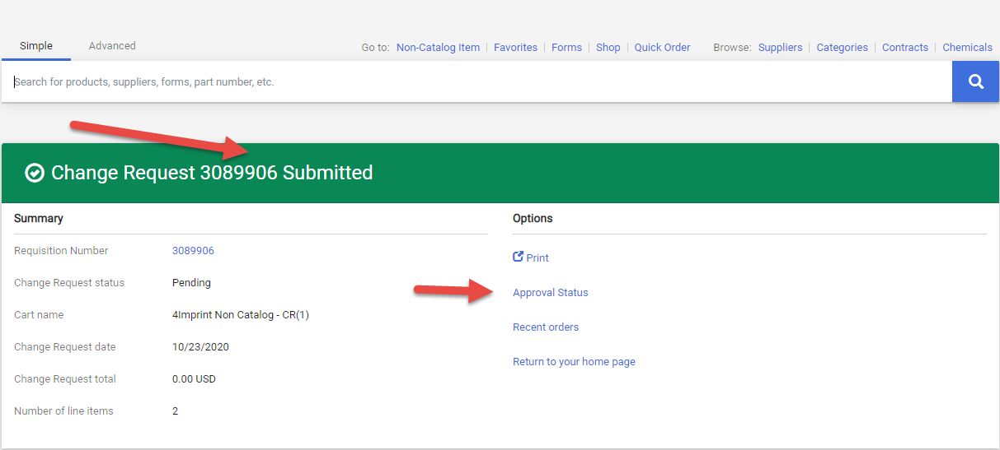 Simple Advanced Go to: Non-Catalog Item Favorites Forms Shop Quick Order Browse: Suppliers Categories Contracts Chemicals
Search for products, suppliers, forms, part number, etc.
Change Request 3089906 Submitted
Summary
Requisition Number 3089906
Change Request status Pending
Cart name 4Imprint Non Catalog - CR(1)
Change Request date 10/23/2020
Change Request total 0.00 USD
Number of line items 2
Options
Print
Approval Status
Recent orders
Return to your home page